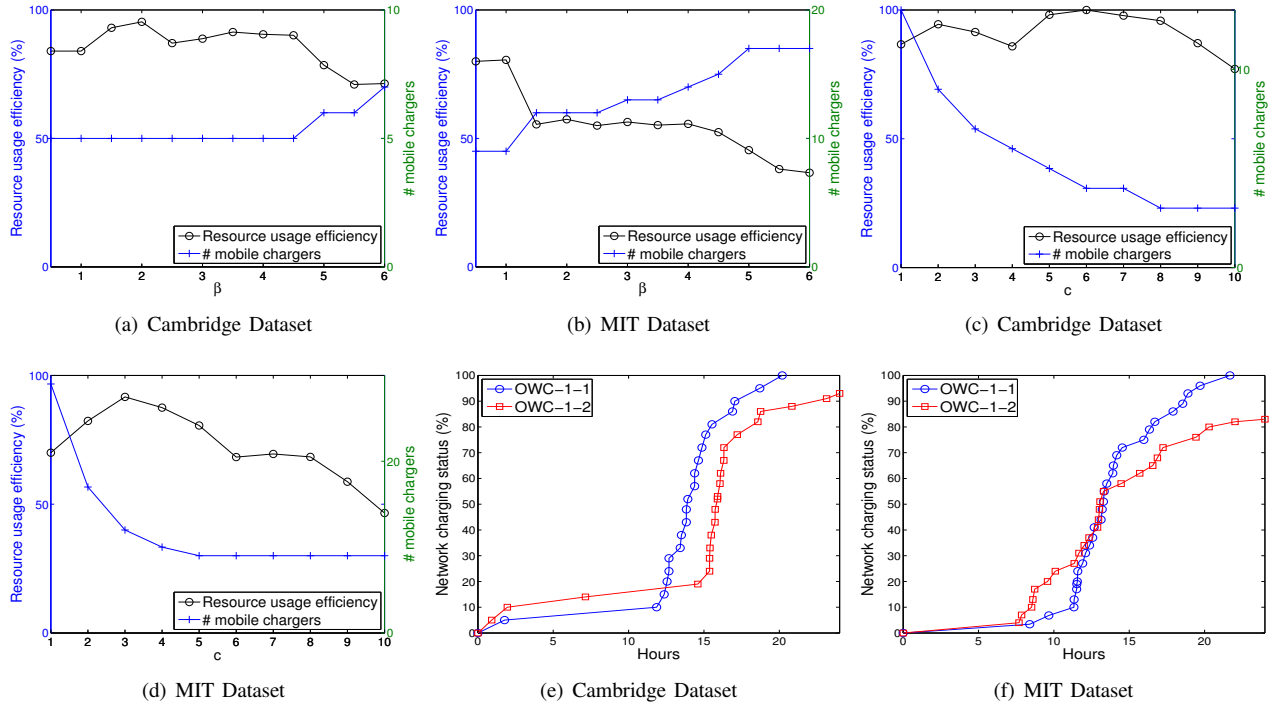 Resource usage efficiency (%)
100
50
0
10
5
0
# mobile chargers
Resource usage efficiency
# mobile chargers
1 2 3 4 5 6
β
(a) Cambridge Dataset
Resource usage efficiency (%)
100
50
0
20
10
0
# mobile chargers
Resource usage efficiency
# mobile chargers
1 2 3 4 5 6
β
(b) MIT Dataset
Resource usage efficiency (%)
100
50
0
10
0
# mobile chargers
Resource usage efficiency
# mobile chargers
1 2 3 4 5 6 7 8 9 10
c
(c) Cambridge Dataset
Resource usage efficiency (%)
100
50
0
20
0
# mobile chargers
Resource usage efficiency
# mobile chargers
1 2 3 4 5 6 7 8 9 10
c
(d) MIT Dataset
Network charging status (%)
100
90
80
70
60
50
40
30
20
10
0
OWC-1-1
OWC-1-2
0 5 10 15 20
Hours
(e) Cambridge Dataset
Network charging status (%)
100
90
80
70
60
50
40
30
20
10
0
OWC-1-1
OWC-1-2
0 5 10 15 20
Hours
(f) MIT Dataset